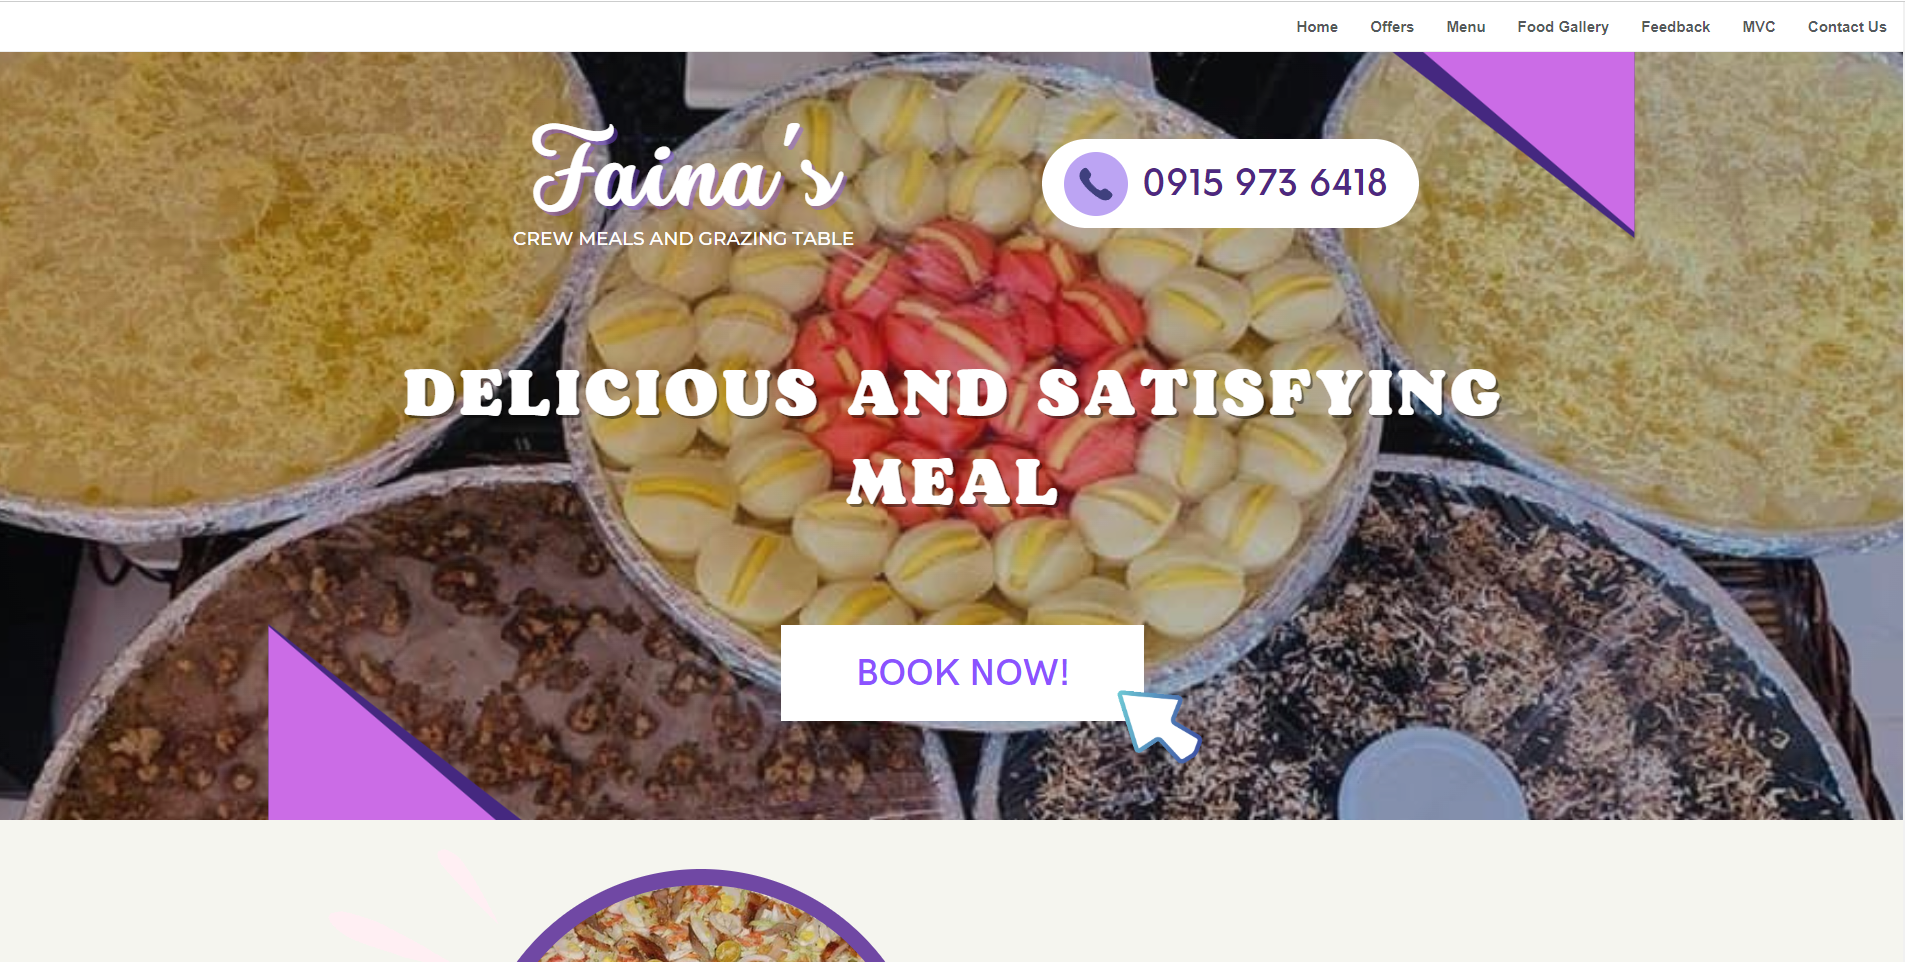 Home Offers Menu Food Gallery Feedback MVC Contact Us
Faina's
CREW MEALS AND GRAZING TABLE
0915 973 6418
DELICIOUS AND SATISFYING
MEAL
BOOK NOW!